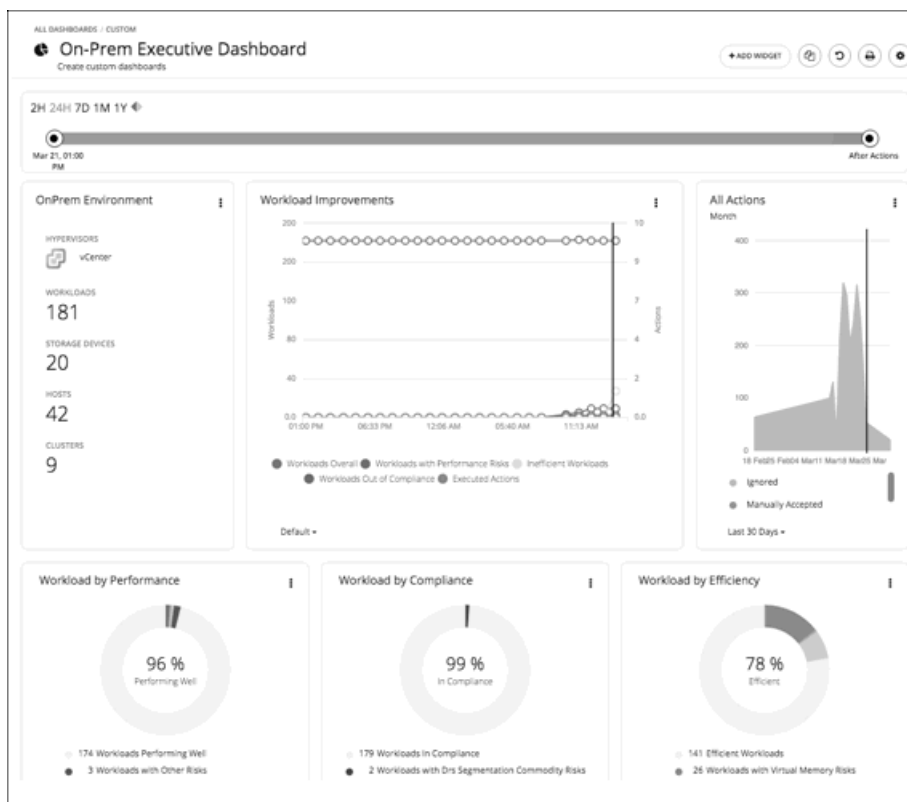 ALL DASHBOARDS / CUSTOM
On-Prem Executive Dashboard
Create custom dashboards
+ ADD WIDGET
2H 24H 7D 1M 1Y
Mar 21, 01:00
PM
After Actions
OnPrem Environment
HYPERVISORS
vCenter
WORKLOADS
181
STORAGE DEVICES
20
HOSTS
42
CLUSTERS
9
Workload Improvements
200
200
100
80
40
0.0
Workloads
10
9
7
4
2
0.0
Actions
01:00 PM 06:33 PM 12:06 AM 05:40 AM 11:13 AM
Workloads Overall Workloads with Performance Risks Inefficient Workloads
Workloads Out of Compliance Executed Actions
Default
All Actions
Month
400
300
200
100
0
18 Feb25 Feb04 Mar11 Mar18 Mar25 Mar
Ignored
Manually Accepted
Last 30 Days
Workload by Performance
96 %
Performing Well
174 Workloads Performing Well
3 Workloads with Other Risks
Workload by Compliance
99 %
In Compliance
179 Workloads In Compliance
2 Workloads with Drs Segmentation Commodity Risks
Workload by Efficiency
78 %
Efficient
141 Efficient Workloads
26 Workloads with Virtual Memory Risks